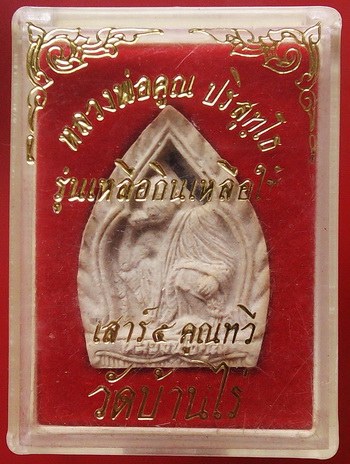 หลวงพ่อคูณ ปริสุทฺโธ
รุ่นเหลือกินเหลือใช้
เสาร์ ๕ คูณทวี
วัดบ้านไร่